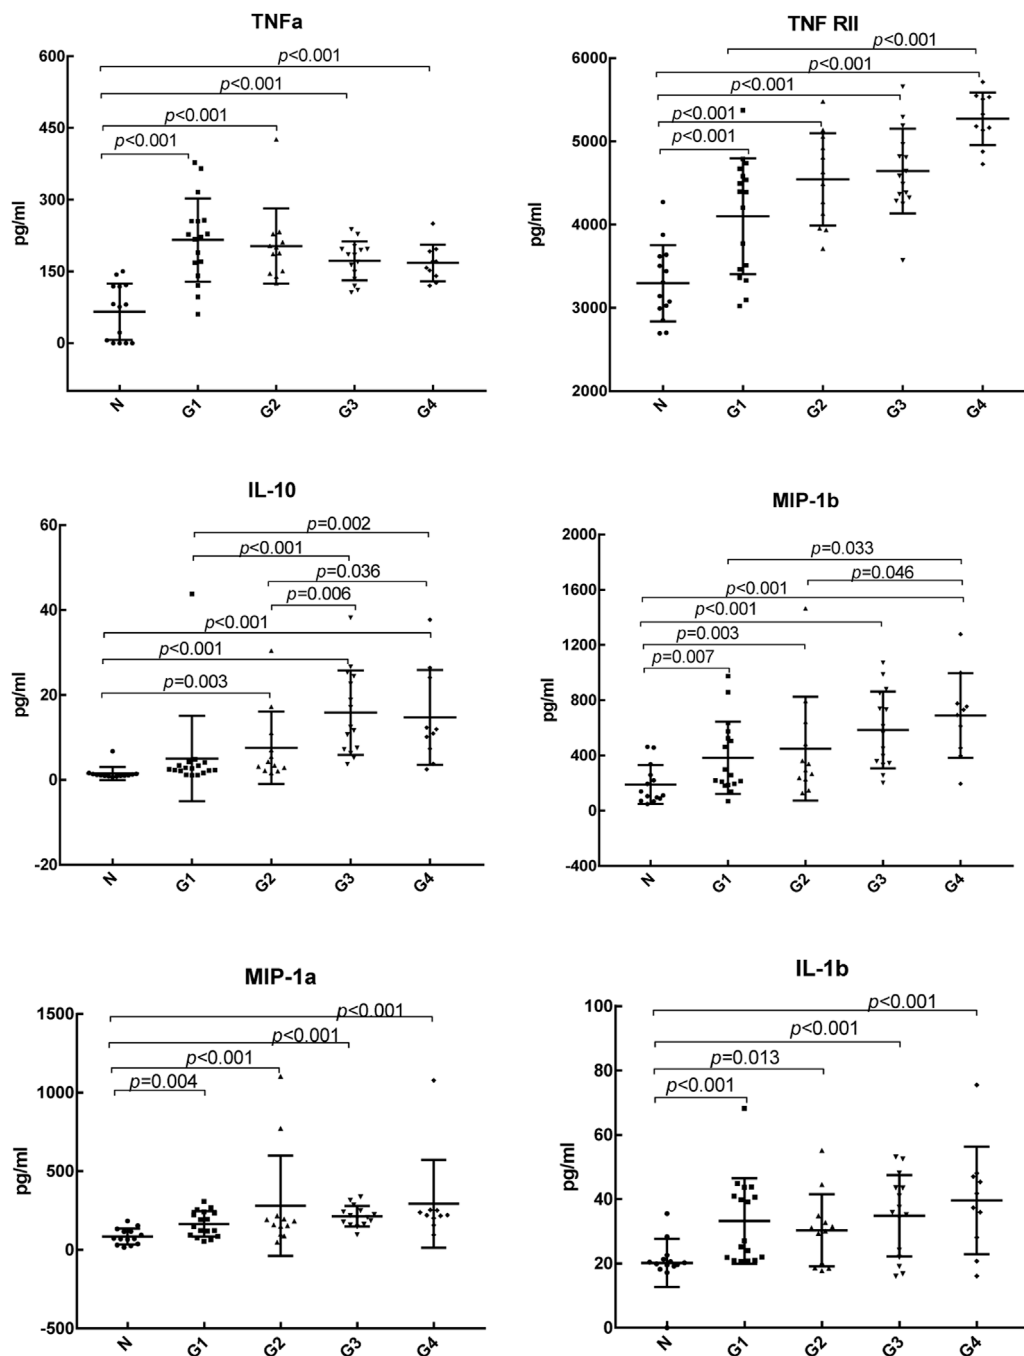 TNFa
600
450
300
150
0
pg/ml
p<0.001
p<0.001
p<0.001
p<0.001
N
G1
G2
G3
G4
TNF RII
6000
5000
4000
3000
2000
pg/ml
p<0.001
p<0.001
p<0.001
p<0.001
p<0.001
N
G1
G2
G3
G4
IL-10
60
40
20
0
-20
pg/ml
p=0.002
p<0.001
p=0.036
p=0.006
p<0.001
p<0.001
p=0.003
N
G1
G2
G3
G4
MIP-1b
2000
1600
1200
800
400
0
-400
pg/ml
p=0.033
p=0.046
p<0.001
p<0.001
p=0.003
p=0.007
N
G1
G2
G3
G4
MIP-1a
1500
1000
500
0
-500
pg/ml
p<0.001
p<0.001
p<0.001
p=0.004
N
G1
G2
G3
G4
IL-1b
100
80
60
40
20
0
pg/ml
p<0.001
p<0.001
p=0.013
p<0.001
N
G1
G2
G3
G4